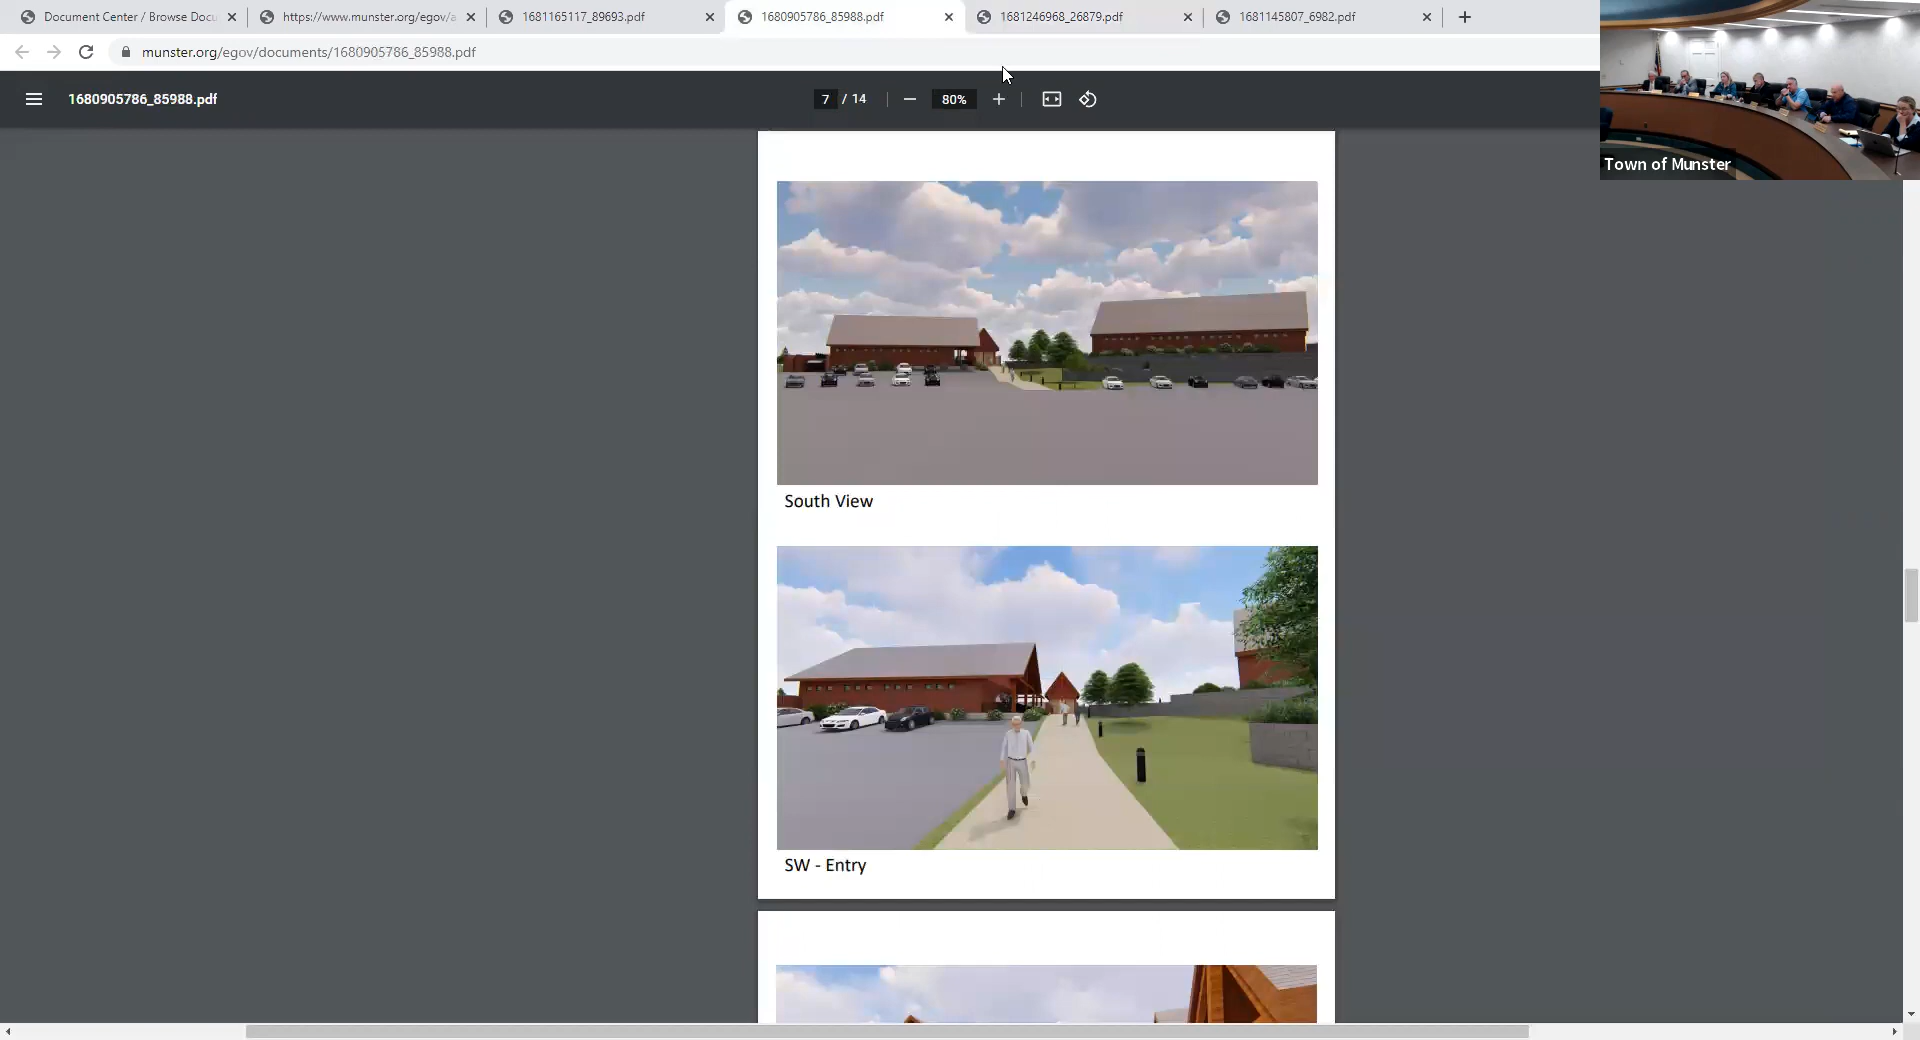 Document Center / Browse Docu
https://www.munster.org/egov/a
1681165117_89693.pdf
1680905786_85988.pdf
1681246968_26879.pdf
1681145807_6982.pdf
munster.org/egov/documents/1680905786_85988.pdf
1680905786_85988.pdf
7 / 14
80%
Town of Munster
South View
SW - Entry